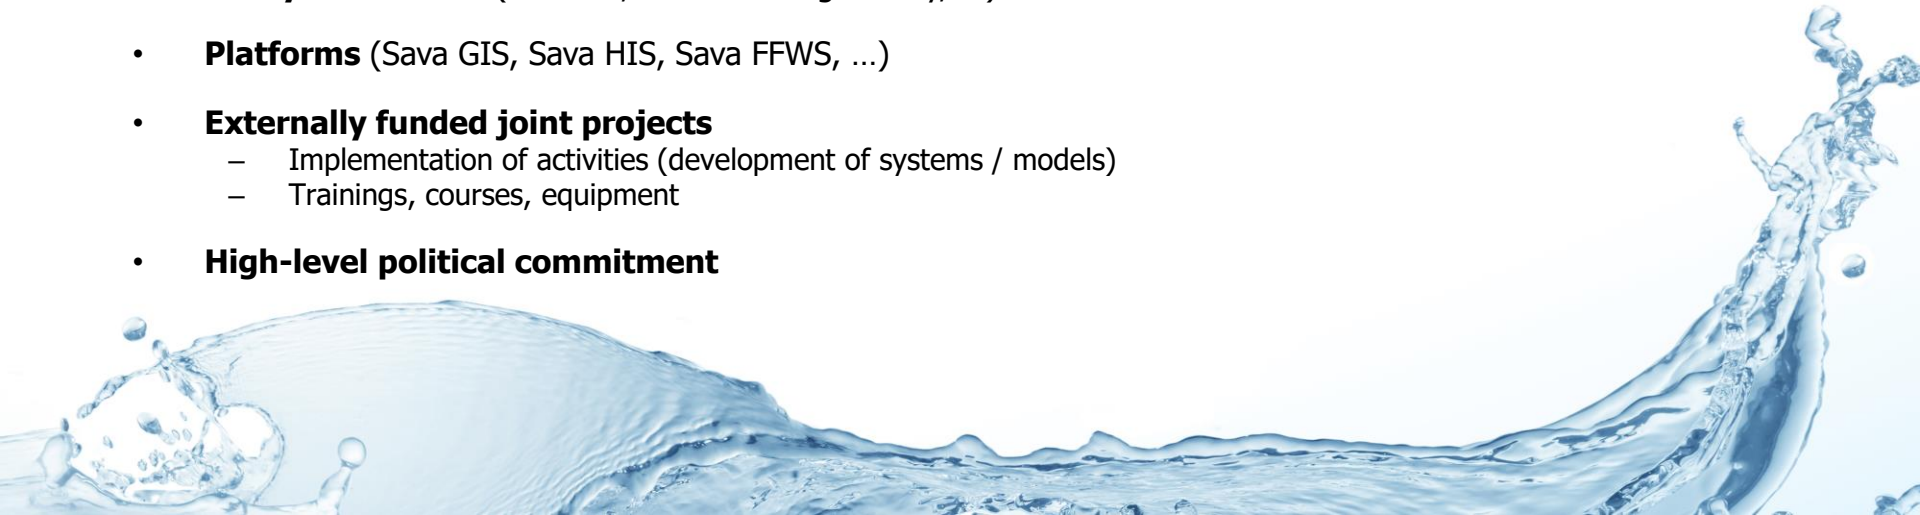 • Platforms (Sava GIS, Sava HIS, Sava FFWS, …)
• Externally funded joint projects
– Implementation of activities (development of systems / models)
– Trainings, courses, equipment
• High-level political commitment